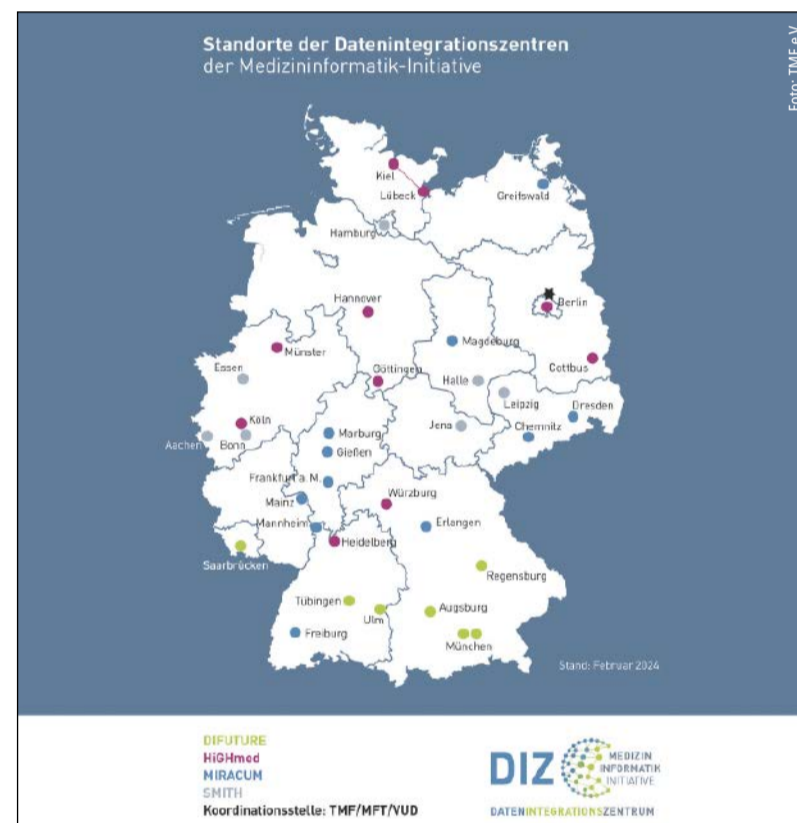 Standorte der Datenintegrationszentren
der Medizininformatik-Initiative
Foto: TMF e.V.
Kiel
Lübeck
Greifswald
Hamburg
Hannover
Berlin
Münster
Magdeburg
Essen
Göttingen
Cottbus
Halle
Leipzig
Dresden
Köln
Jena
Chemnitz
Aachen
Bonn
Marburg
Gießen
Frankfurt a. M.
Würzburg
Mainz
Mannheim
Erlangen
Heidelberg
Saarbrücken
Regensburg
Tübingen
Augsburg
Ulm
Freiburg
München
Stand: Februar 2024
DIFUTURE
HiGHmed
MIRACUM
SMITH
Koordinationsstelle: TMF/MFT/VUD
DIZ
MEDIZIN
INFORMATIK
INITIATIVE
DATENINTEGRATIONSZENTRUM